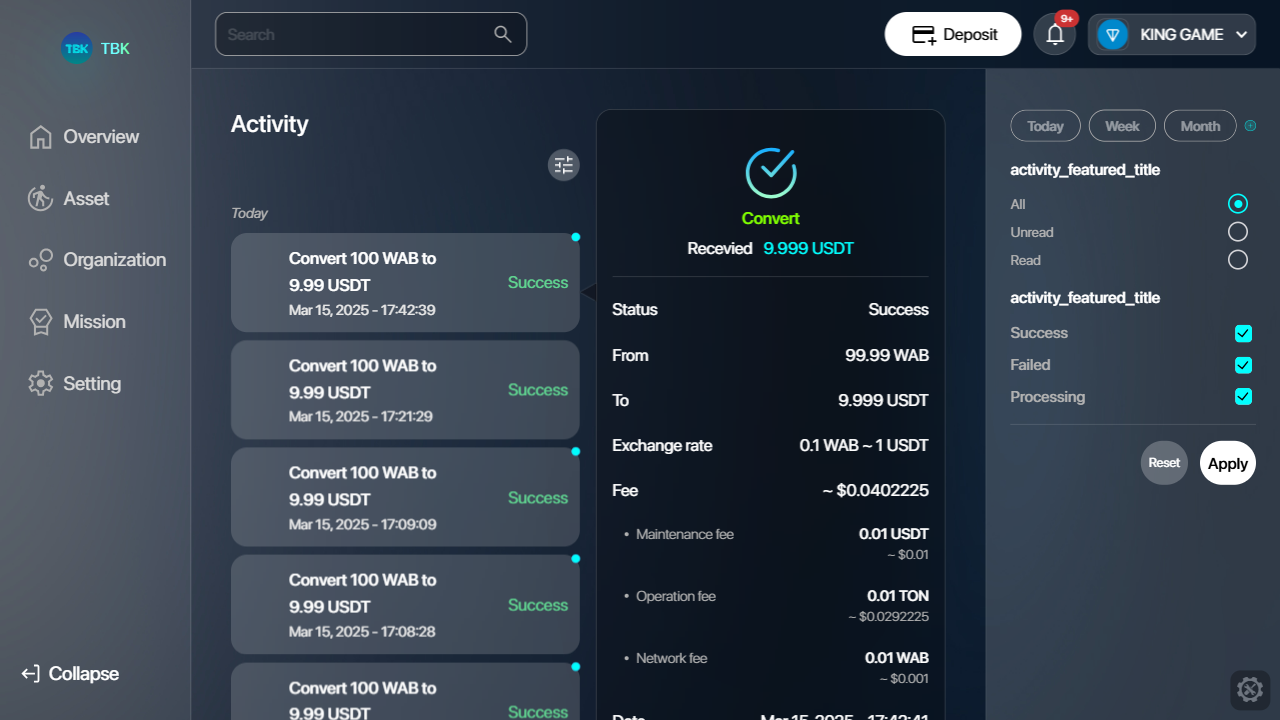 TBK
TBK
Overview
Asset
Organization
Mission
Setting
Collapse
Search
Deposit
9+
KING GAME
Activity
Today
Convert 100 WAB to
9.99 USDT
Mar 15, 2025 - 17:42:39
Success
Convert 100 WAB to
9.99 USDT
Mar 15, 2025 - 17:21:29
Success
Convert 100 WAB to
9.99 USDT
Mar 15, 2025 - 17:09:09
Success
Convert 100 WAB to
9.99 USDT
Mar 15, 2025 - 17:08:28
Success
Convert 100 WAB to
9.99 USDT
Success
Convert
Recevied 9.999 USDT
Status Success
From 99.99 WAB
To 9.999 USDT
Exchange rate 0.1 WAB ~ 1 USDT
Fee ~ $0.0402225
• Maintenance fee 0.01 USDT
~ $0.01
• Operation fee 0.01 TON
~ $0.0292225
• Network fee 0.01 WAB
~ $0.001
Date Mar 15, 2025 - 17:42:41
Today Week Month
activity_featured_title
All
Unread
Read
activity_featured_title
Success
Failed
Processing
Reset Apply